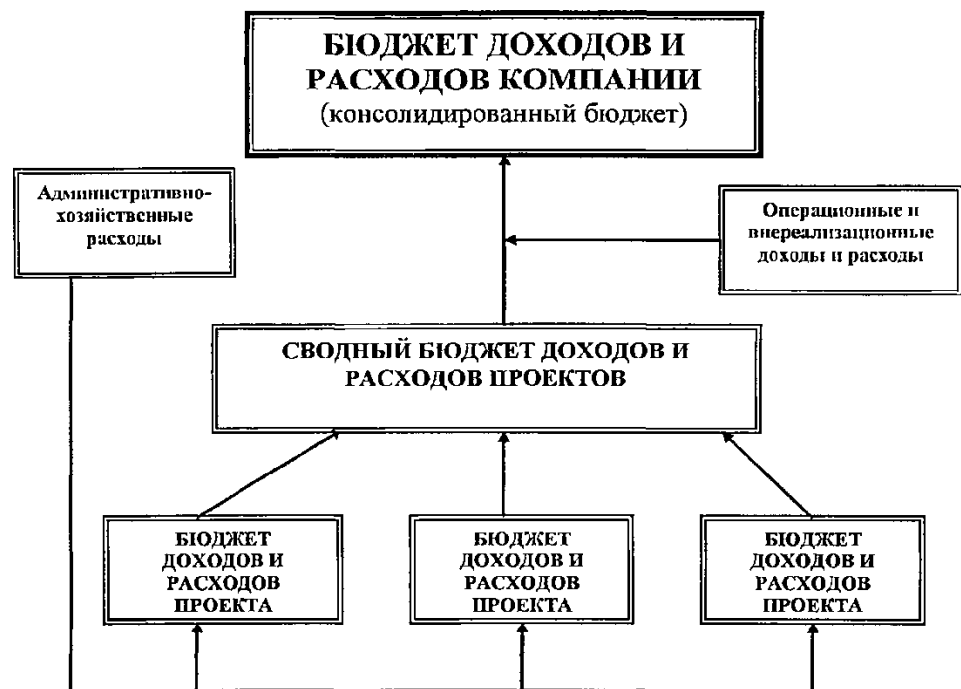 БЮДЖЕТ ДОХОДОВ И
РАСХОДОВ КОМПАНИИ
(консолидированный бюджет)
Административно-
хозяйственные
расходы
Операционные и
внереализационные
доходы и расходы
СВОДНЫЙ БЮДЖЕТ ДОХОДОВ И
РАСХОДОВ ПРОЕКТОВ
БЮДЖЕТ
ДОХОДОВ И
РАСХОДОВ
ПРОЕКТА
БЮДЖЕТ
ДОХОДОВ И
РАСХОДОВ
ПРОЕКТА
БЮДЖЕТ
ДОХОДОВ И
РАСХОДОВ
ПРОЕКТА